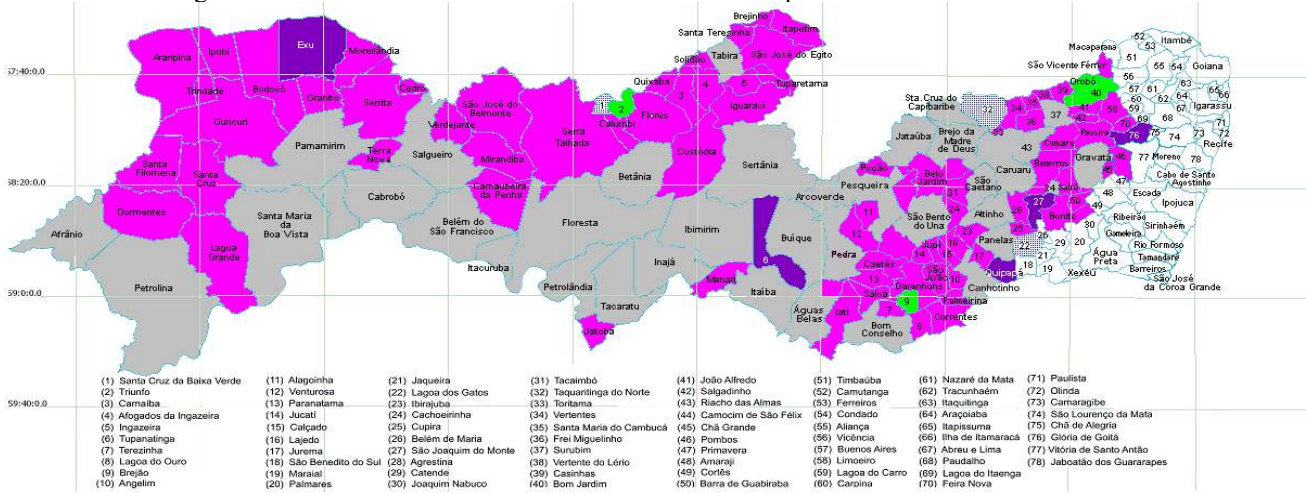 Brejinho
Itapetim
Santa Teresinha
Exu
Moreilândia
Araripina
Ipubi
Solidão
Tabira
São José do Egito
Macaparana
Itambé
São Vicente Férrer
Goiana
17:40:0.0
Trindade
Bodocó
Granito
Cedro
Quixaba
Tuparetama
Orobó
Serrita
São José do
Belmonte
Iguaraci
Sta. Cruz do
Capibaribe
Igarassu
Ouricuri
Verdejante
Calumbi
Flores
Passira
Recife
Parnamirim
Terra
Nova
Salgueiro
Mirandiba
Serra
Talhada
Custódia
Jataúba
Brejo da
Madre
de Deus
Cumaru
Gravatá
Moreno
Santa
Filomena
Santa
Cruz
Sertânia
Poção
Caruaru
Bezerros
Cabo de Santo
Agostinho
38:20:0.0
Carnaubeira
da Penha
Betânia
Pesqueira
Belo
Jardim
São
Caetano
Sairé
Escada
Ipojuca
Dormentes
Cabrobó
Arcoverde
Altinho
Bonito
Ribeirão
Sirinhaém
Santa Maria
da
Boa Vista
Belém do
São Francisco
Floresta
Ibimirim
Buíque
São Bento
do Una
Panelas
Gameleira
Rio Formoso
Afrânio
Lagoa
Grande
Pedra
Jupi
Água
Preta
Tamandaré
Itacuruba
Inajá
Caetés
São
João
Quipapá
Xexéu
Barreiros
Petrolina
Petrolândia
Manari
Itaíba
Garanhuns
Canhotinho
São José
da Coroa Grande
59:0:0.0
Tacaratu
Águas
Belas
Saloá
Palmeirina
Iati
Correntes
Jatobá
Bom
Conselho
59:40:0.0
(1) Santa Cruz da Baixa Verde
(2) Triunfo
(3) Carnaíba
(4) Afogados da Ingazeira
(5) Ingazeira
(6) Tupanatinga
(7) Terezinha
(8) Lagoa do Ouro
(9) Brejão
(10) Angelim
(11) Alagoinha
(12) Venturosa
(13) Paranatama
(14) Jucatí
(15) Calçado
(16) Lajedo
(17) Jurema
(18) São Benedito do Sul
(19) Maraial
(20) Palmares
(21) Jaqueira
(22) Lagoa dos Gatos
(23) Ibirajuba
(24) Cachoeirinha
(25) Cupira
(26) Belém de Maria
(27) São Joaquim do Monte
(28) Agrestina
(29) Catende
(30) Joaquim Nabuco
(31) Tacaimbó
(32) Taquaritinga do Norte
(33) Toritama
(34) Vertentes
(35) Santa Maria do Cambucá
(36) Frei Miguelinho
(37) Surubim
(38) Vertente do Lério
(39) Casinhas
(40) Bom Jardim
(41) João Alfredo
(42) Salgadinho
(43) Riacho das Almas
(44) Camocim de São Félix
(45) Chã Grande
(46) Pombos
(47) Primavera
(48) Amaraji
(49) Cortês
(50) Barra de Guabiraba
(51) Timbaúba
(52) Camutanga
(53) Ferreiros
(54) Condado
(55) Aliança
(56) Vicência
(57) Buenos Aires
(58) Limoeiro
(59) Lagoa do Carro
(60) Carpina
(61) Nazaré da Mata
(62) Tracunhaém
(63) Itaquitinga
(64) Araçoiaba
(65) Itapissuma
(66) Ilha de Itamaracá
(67) Abreu e Lima
(68) Paudalho
(69) Lagoa do Itaenga
(70) Feira Nova
(71) Paulista
(72) Olinda
(73) Camaragibe
(74) São Lourenço da Mata
(75) Chã de Alegria
(76) Glória de Goitá
(77) Vitória de Santo Antão
(78) Jaboatão dos Guararapes